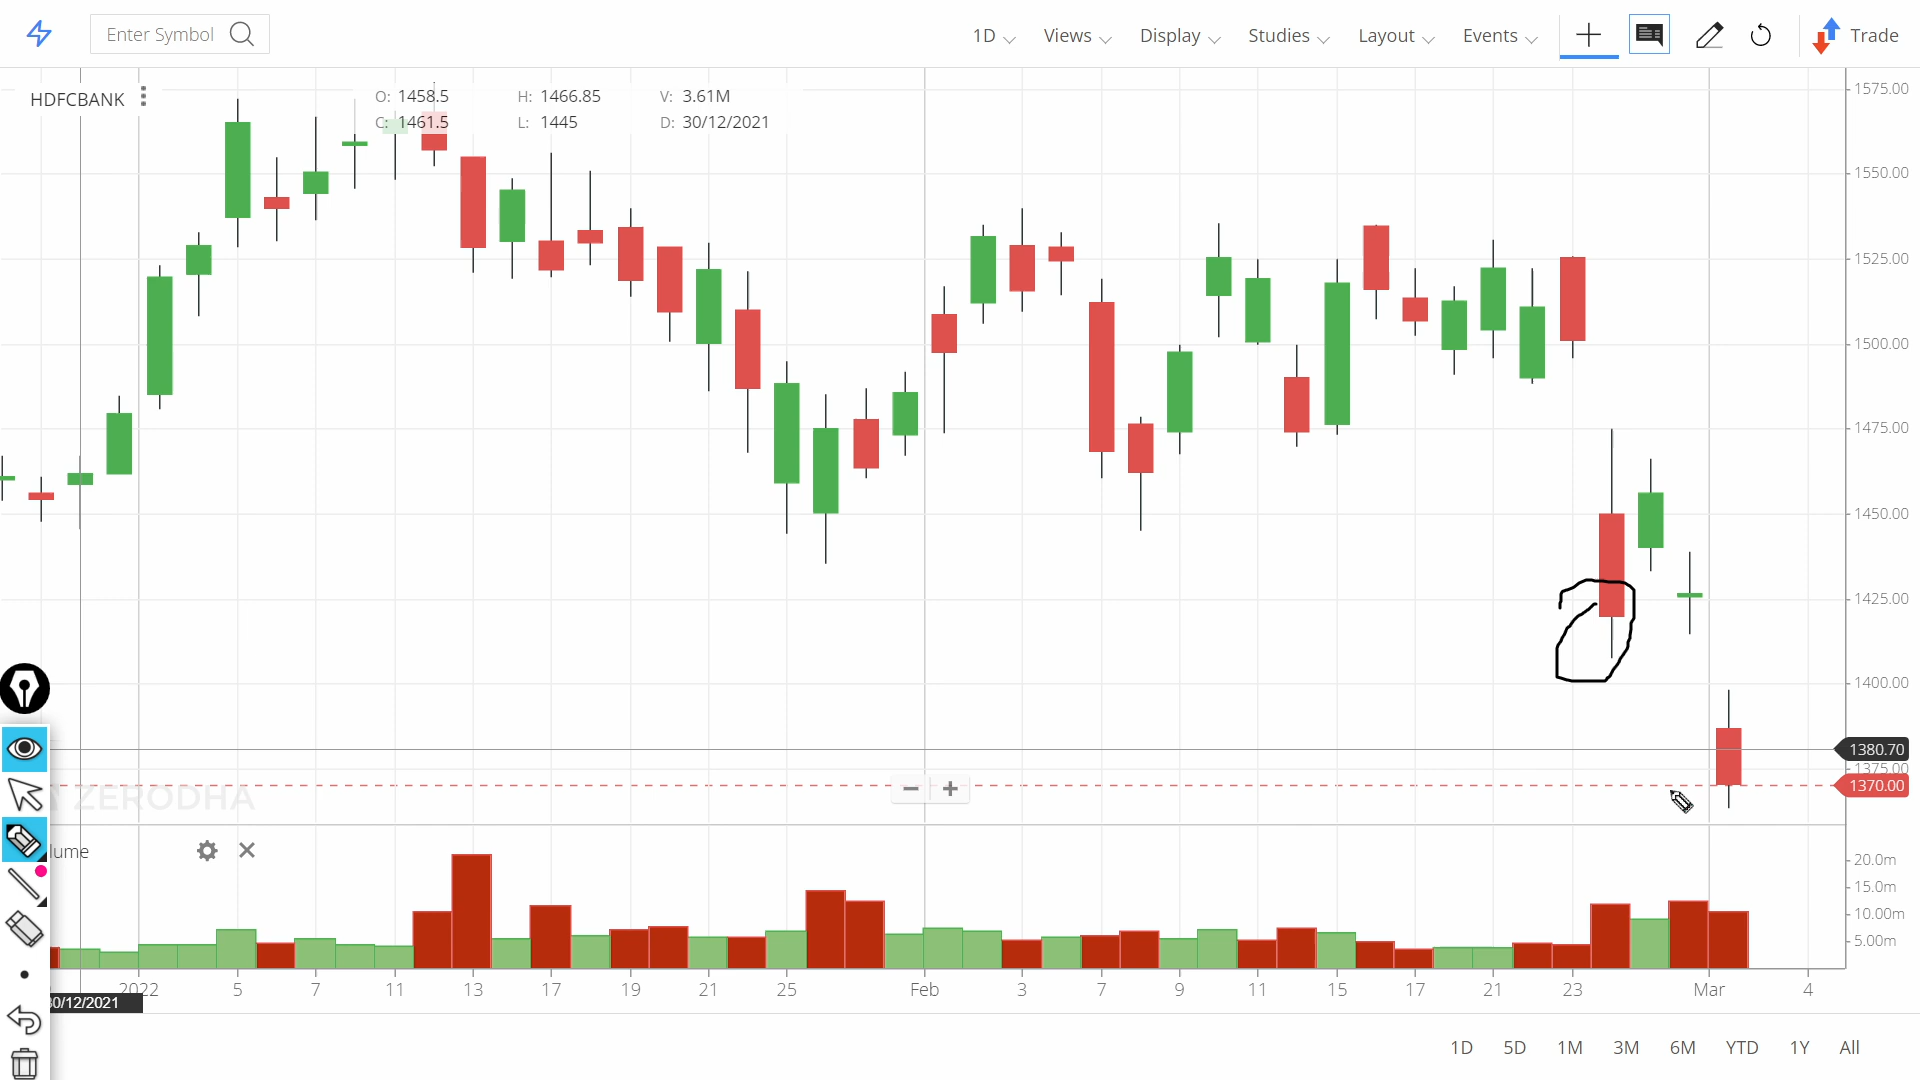 Enter Symbol
1D Views Display Studies Layout Events Trade
HDFCBANK
O: 1458.5 H: 1466.85 V: 3.61M
C: 1461.5 L: 1445 D: 30/12/2021
1575.00
1550.00
1525.00
1500.00
1475.00
1450.00
1425.00
1400.00
1380.70
1375.00
1370.00
ZERODHA
lume
20.0m
15.0m
10.00m
5.00m
2022 5 7 11 13 17 19 21 25 Feb 3 7 9 11 15 17 21 23 Mar 4
30/12/2021
1D 5D 1M 3M 6M YTD 1Y All